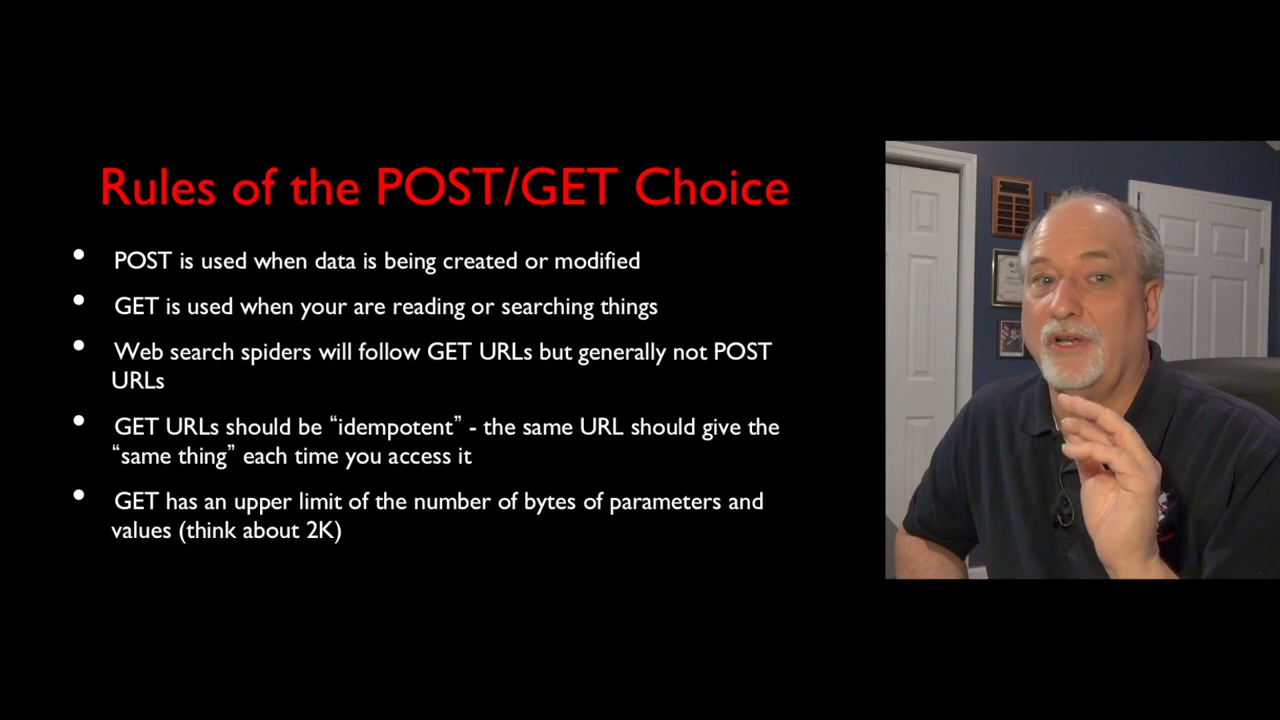 Rules of the POST/GET Choice
• POST is used when data is being created or modified
• GET is used when your are reading or searching things
• Web search spiders will follow GET URLs but generally not POST
URLs
• GET URLs should be “idempotent” - the same URL should give the
“same thing” each time you access it
• GET has an upper limit of the number of bytes of parameters and
values (think about 2K)